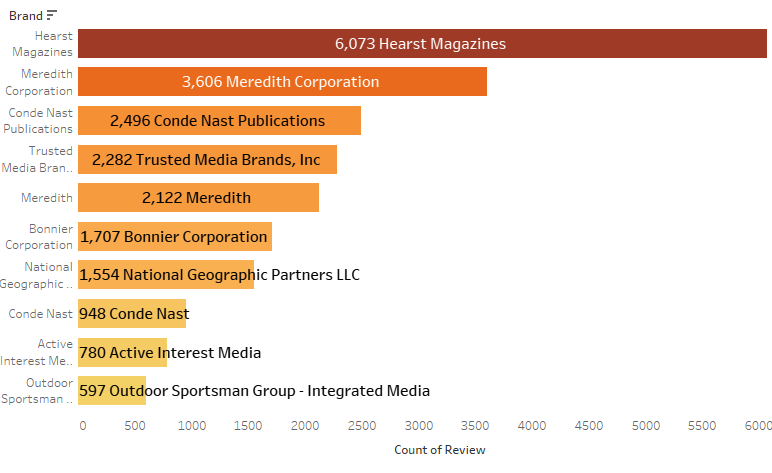 Brand
Hearst
Magazines
6,073 Hearst Magazines
Meredith
Corporation
3,606 Meredith Corporation
Conde Nast
Publications
2,496 Conde Nast Publications
Trusted
Media Bran..
2,282 Trusted Media Brands, Inc
Meredith
2,122 Meredith
Bonnier
Corporation
1,707 Bonnier Corporation
National
Geographic ..
1,554 National Geographic Partners LLC
Conde Nast
948 Conde Nast
Active
Interest Me..
780 Active Interest Media
Outdoor
Sportsman ..
597 Outdoor Sportsman Group - Integrated Media
0 500 1000 1500 2000 2500 3000 3500 4000 4500 5000 5500 6000
Count of Review